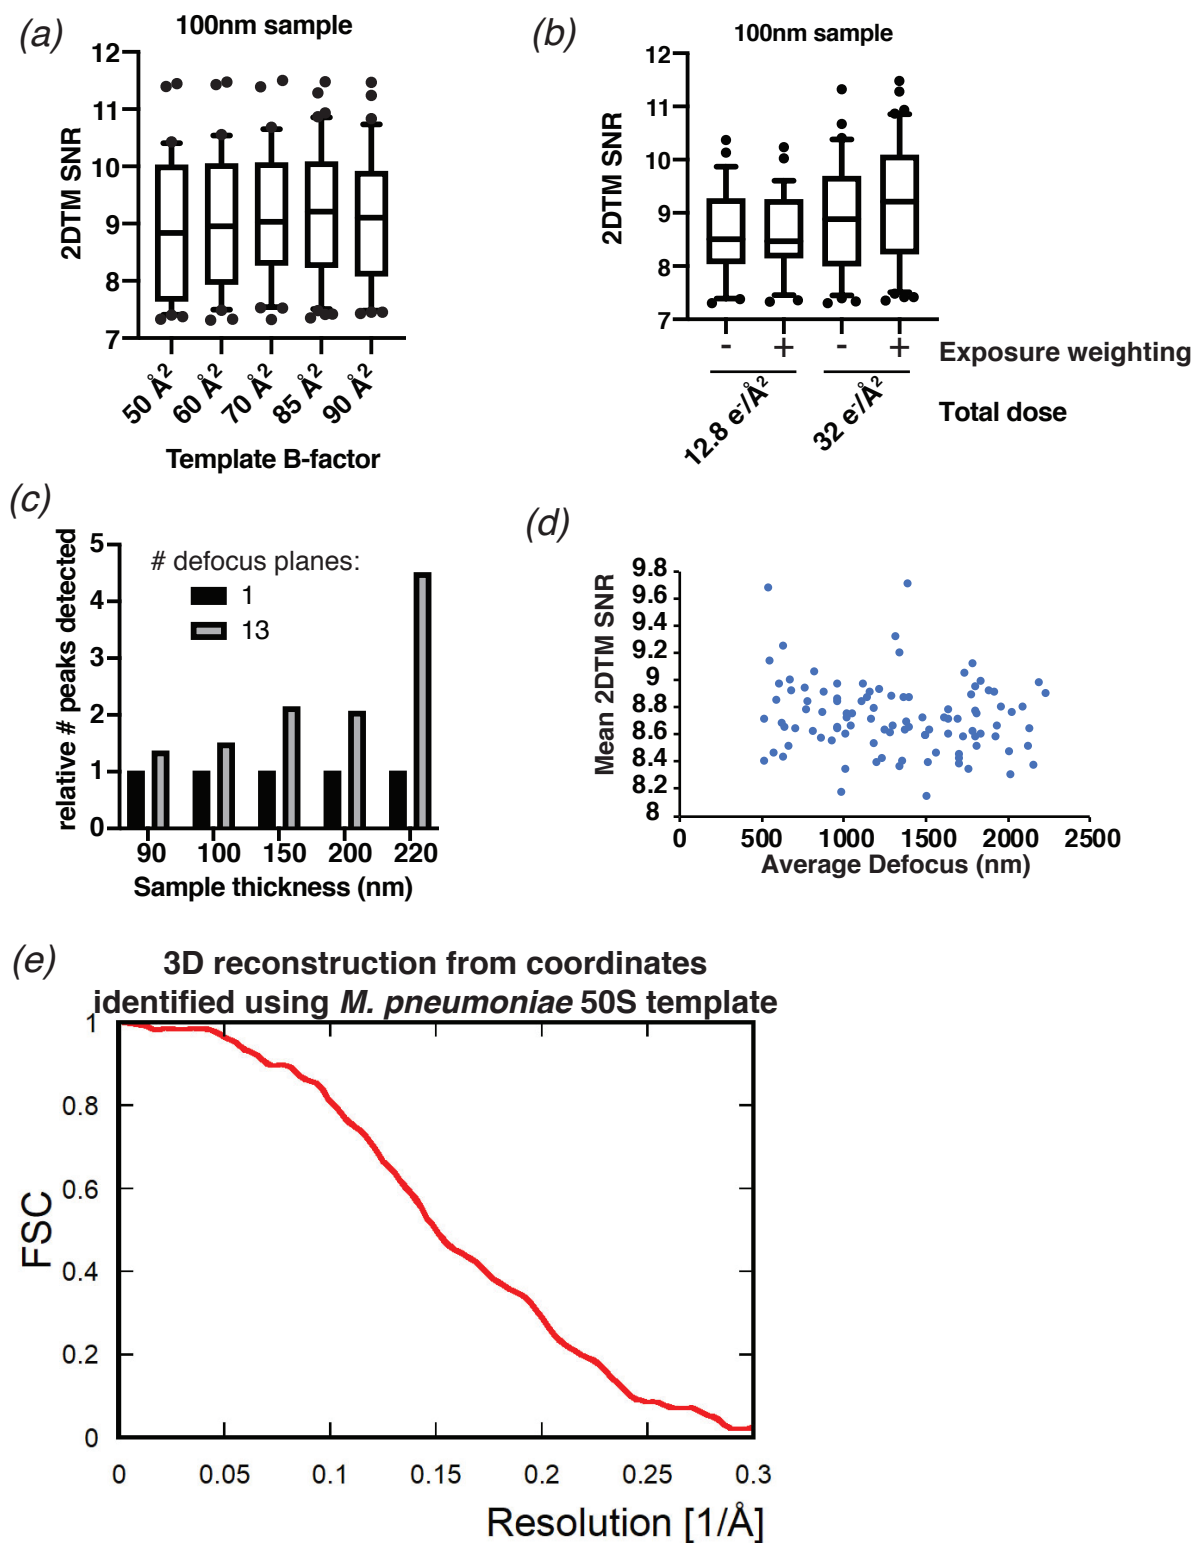 (a)
100nm sample
12
11
10
9
8
7
2DTM SNR
50 Å²
60 Å²
70 Å²
85 Å²
90 Å²
Template B-factor
(b)
100nm sample
12
11
10
9
8
7
2DTM SNR
- + - +
Exposure weighting
12.8 e⁻/Å²
32 e⁻/Å²
Total dose
(c)
5
4
3
2
1
0
relative # peaks detected
# defocus planes:
1
13
90 100 150 200 220
Sample thickness (nm)
(d)
9.8
9.6
9.4
9.2
9
8.8
8.6
8.4
8.2
8
Mean 2DTM SNR
0 500 1000 1500 2000 2500
Average Defocus (nm)
(e)
3D reconstruction from coordinates
identified using M. pneumoniae 50S template
1
0.8
0.6
0.4
0.2
0
FSC
0 0.05 0.1 0.15 0.2 0.25 0.3
Resolution [1/Å]